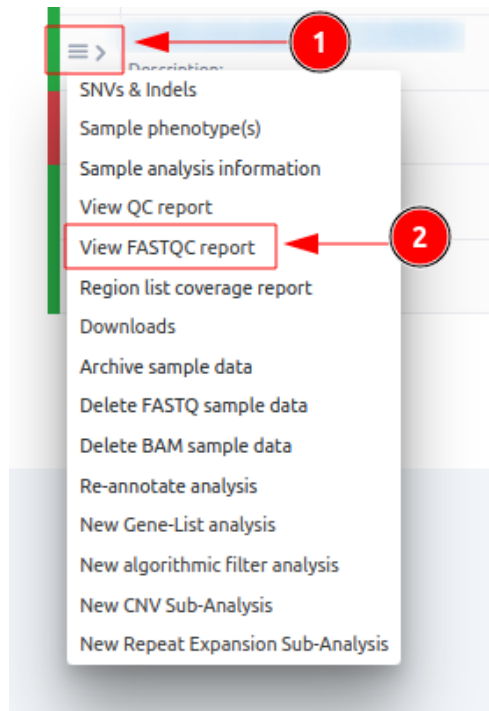 1
Description:
SNVs & Indels
Sample phenotype(s)
Sample analysis information
View QC report
View FASTQC report
2
Region list coverage report
Downloads
Archive sample data
Delete FASTQ sample data
Delete BAM sample data
Re-annotate analysis
New Gene-List analysis
New algorithmic filter analysis
New CNV Sub-Analysis
New Repeat Expansion Sub-Analysis